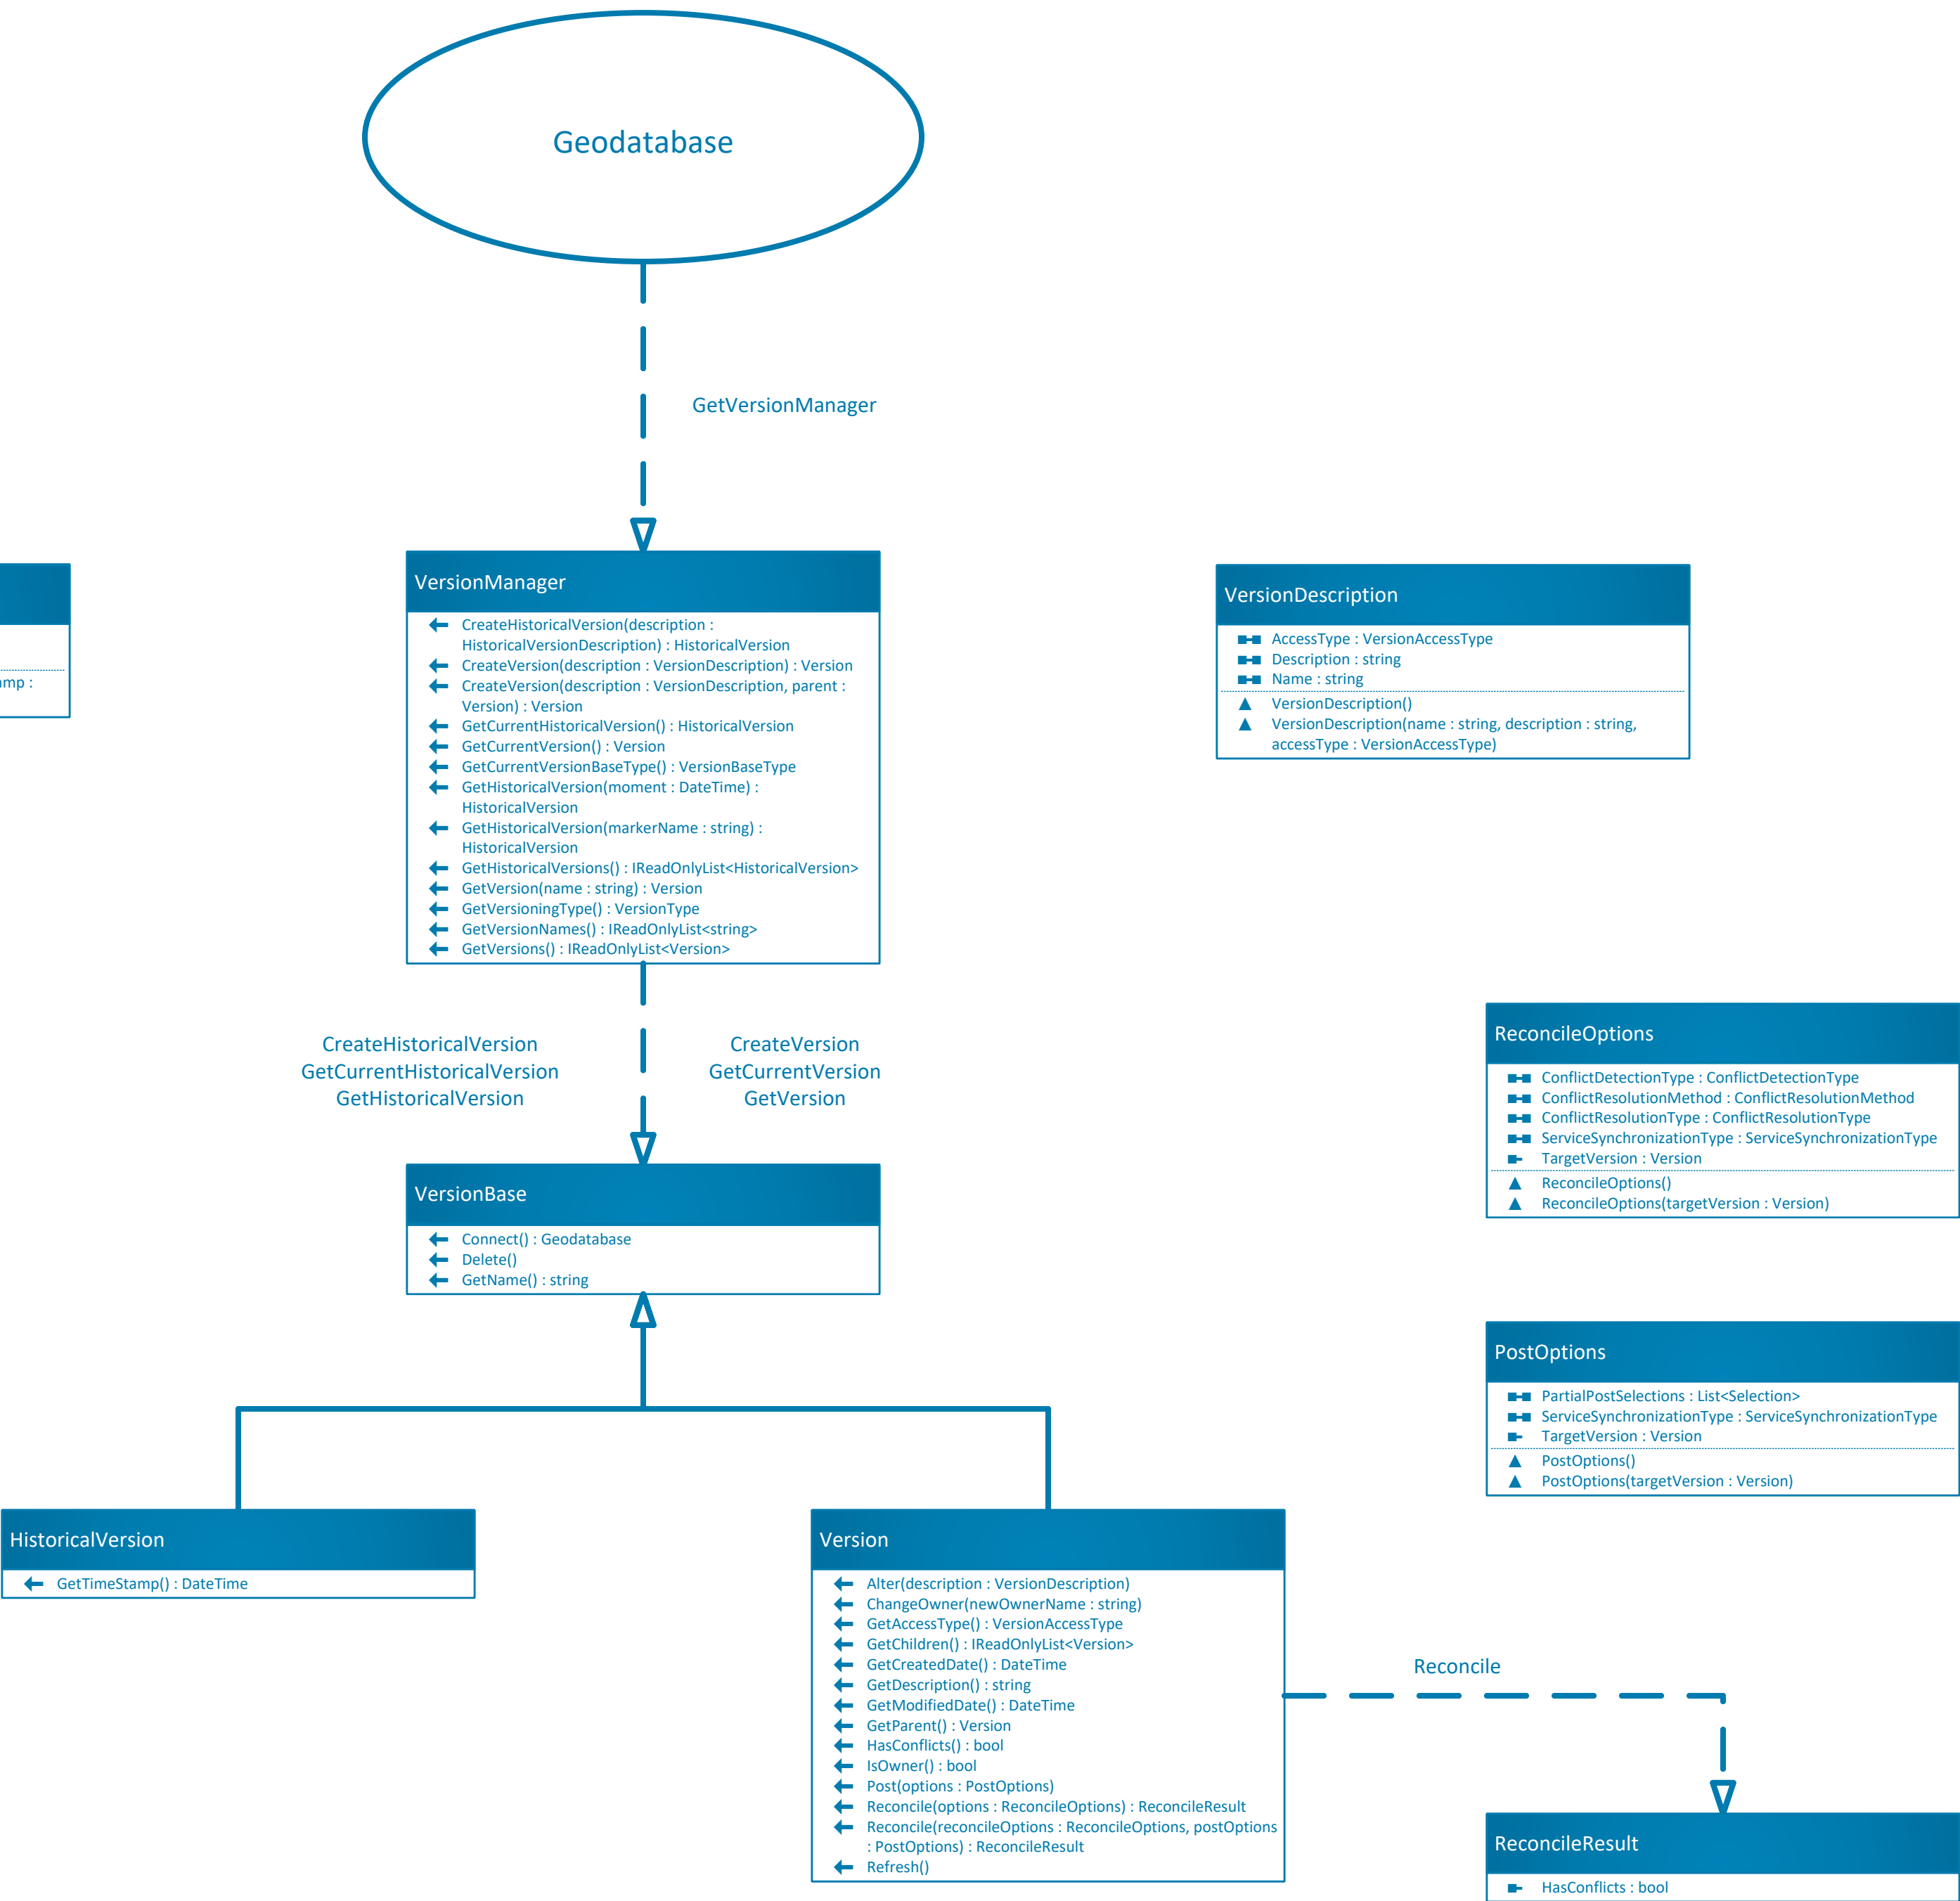 Geodatabase
GetVersionManager
VersionManager
CreateHistoricalVersion(description :
HistoricalVersionDescription) : HistoricalVersion
CreateVersion(description : VersionDescription) : Version
CreateVersion(description : VersionDescription, parent :
Version) : Version
GetCurrentHistoricalVersion() : HistoricalVersion
GetCurrentVersion() : Version
GetCurrentVersionBaseType() : VersionBaseType
GetHistoricalVersion(moment : DateTime) :
HistoricalVersion
GetHistoricalVersion(markerName : string) :
HistoricalVersion
GetHistoricalVersions() : IReadOnlyList<HistoricalVersion>
GetVersion(name : string) : Version
GetVersioningType() : VersionType
GetVersionNames() : IReadOnlyList<string>
GetVersions() : IReadOnlyList<Version>
VersionDescription
AccessType : VersionAccessType
Description : string
Name : string
VersionDescription()
VersionDescription(name : string, description : string,
accessType : VersionAccessType)
CreateHistoricalVersion
GetCurrentHistoricalVersion
GetHistoricalVersion
CreateVersion
GetCurrentVersion
GetVersion
ReconcileOptions
ConflictDetectionType : ConflictDetectionType
ConflictResolutionMethod : ConflictResolutionMethod
ConflictResolutionType : ConflictResolutionType
ServiceSynchronizationType : ServiceSynchronizationType
TargetVersion : Version
ReconcileOptions()
ReconcileOptions(targetVersion : Version)
VersionBase
Connect() : Geodatabase
Delete()
GetName() : string
PostOptions
PartialPostSelections : List<Selection>
ServiceSynchronizationType : ServiceSynchronizationType
TargetVersion : Version
PostOptions()
PostOptions(targetVersion : Version)
HistoricalVersion
GetTimeStamp() : DateTime
Version
Alter(description : VersionDescription)
ChangeOwner(newOwnerName : string)
GetAccessType() : VersionAccessType
GetChildren() : IReadOnlyList<Version>
GetCreatedDate() : DateTime
GetDescription() : string
GetModifiedDate() : DateTime
GetParent() : Version
HasConflicts() : bool
IsOwner() : bool
Post(options : PostOptions)
Reconcile(options : ReconcileOptions) : ReconcileResult
Reconcile(reconcileOptions : ReconcileOptions, postOptions
: PostOptions) : ReconcileResult
Refresh()
Reconcile
ReconcileResult
HasConflicts : bool